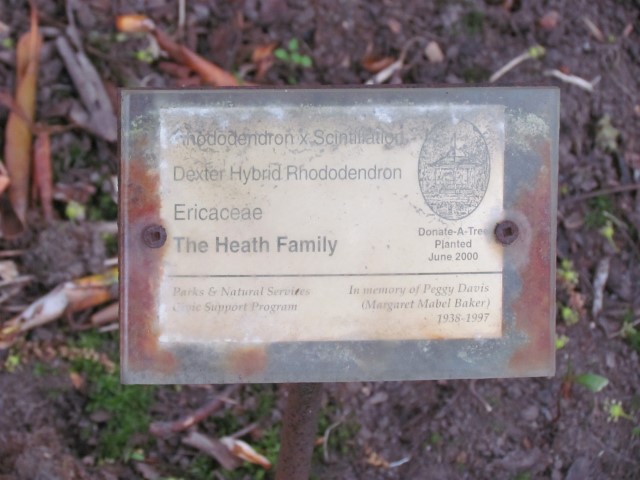 Rhododendron x Scintillation
Dexter Hybrid Rhododendron
Ericaceae
The Heath Family
Donate-A-Tree
Planted
June 2000
Parks & Natural Services
Civic Support Program
In memory of Peggy Davis
(Margaret Mabel Baker)
1938-1997